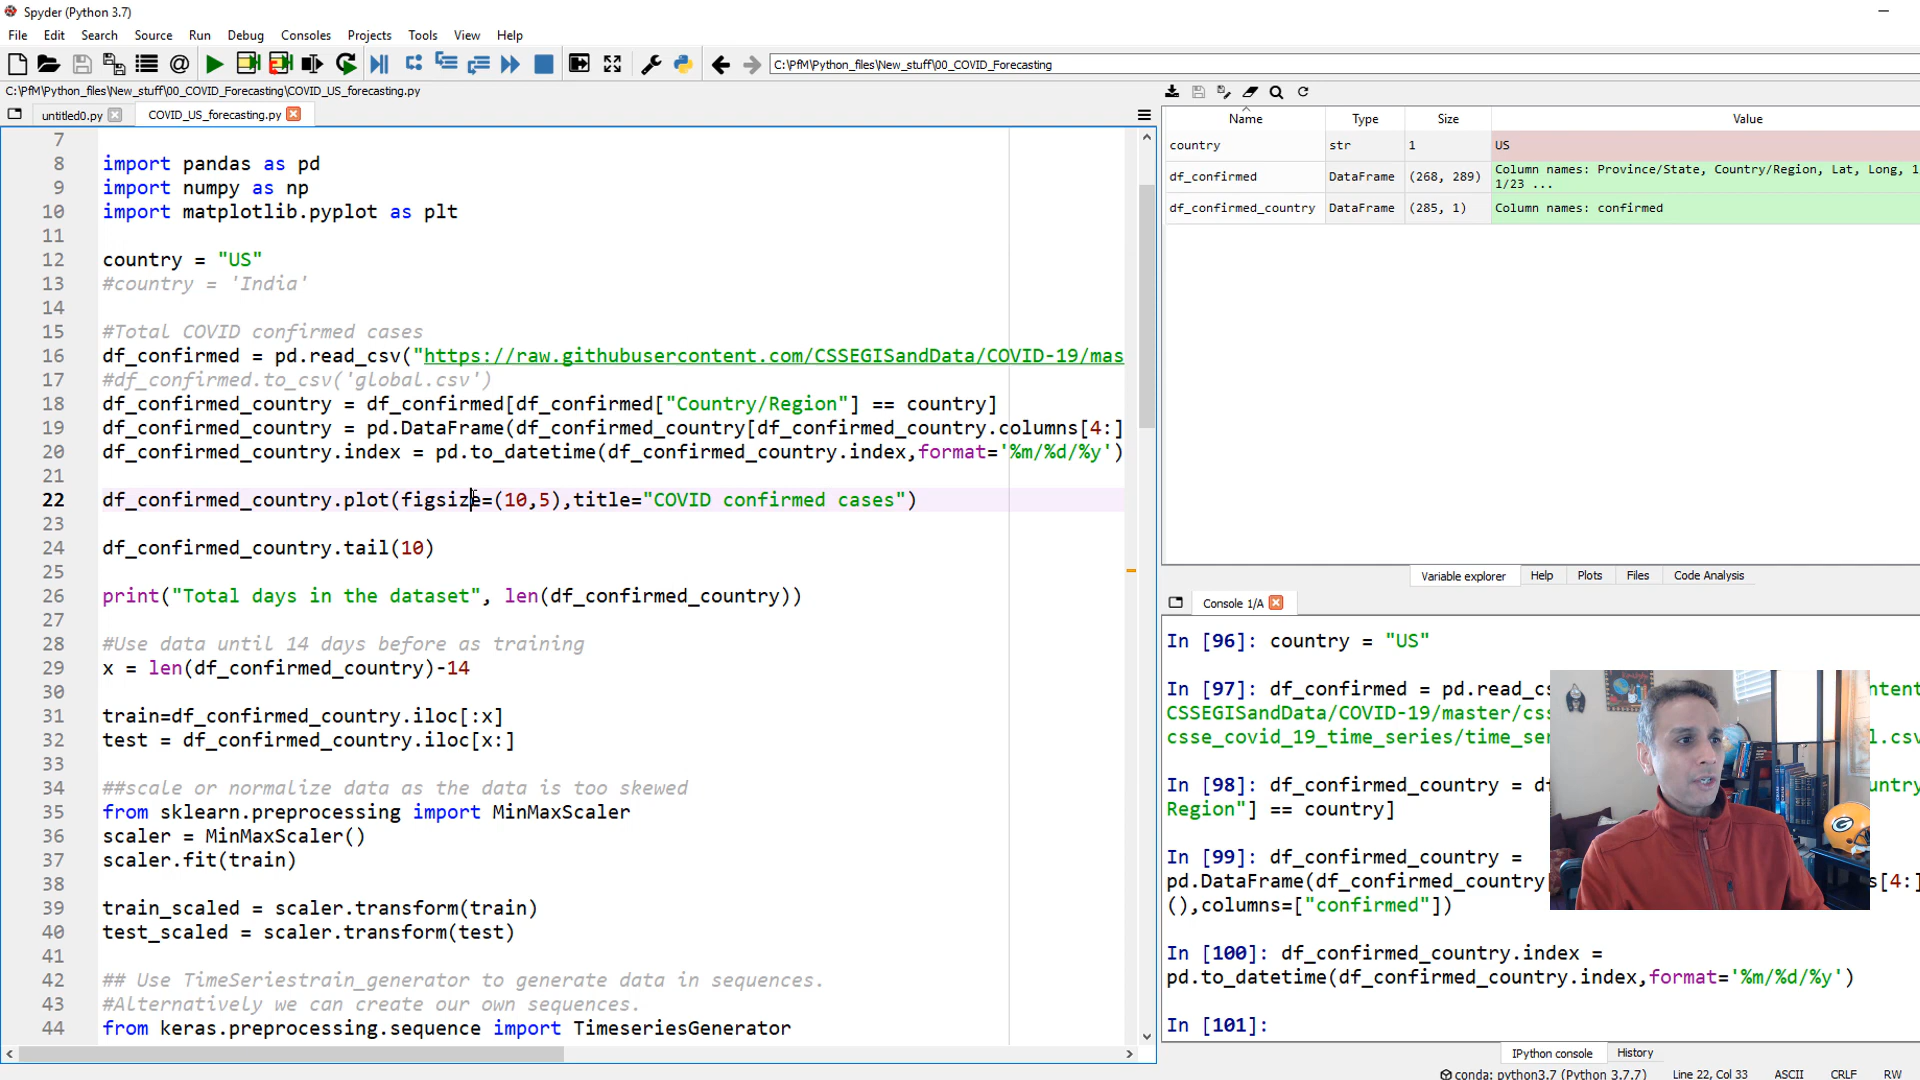 Spyder (Python 3.7)
File Edit Search Source Run Debug Consoles Projects Tools View Help
C:\PfM\Python_files\New_stuff\00_COVID_Forecasting
C:\PfM\Python_files\New_stuff\00_COVID_Forecasting\COVID_US_forecasting.py
untitled0.py COVID_US_forecasting.py
7
8 import pandas as pd
9 import numpy as np
10 import matplotlib.pyplot as plt
11
12 country = "US"
13 #country = 'India'
14
15 #Total COVID confirmed cases
16 df_confirmed = pd.read_csv("https://raw.githubusercontent.com/CSSEGISandData/COVID-19/mas
17 #df_confirmed.to_csv('global.csv')
18 df_confirmed_country = df_confirmed[df_confirmed["Country/Region"] == country]
19 df_confirmed_country = pd.DataFrame(df_confirmed_country[df_confirmed_country.columns[4:]
20 df_confirmed_country.index = pd.to_datetime(df_confirmed_country.index,format='%m/%d/%y')
21
22 df_confirmed_country.plot(figsize=(10,5),title="COVID confirmed cases")
23
24 df_confirmed_country.tail(10)
25
26 print("Total days in the dataset", len(df_confirmed_country))
27
28 #Use data until 14 days before as training
29 x = len(df_confirmed_country)-14
30
31 train=df_confirmed_country.iloc[:x]
32 test = df_confirmed_country.iloc[x:]
33
34 ##scale or normalize data as the data is too skewed
35 from sklearn.preprocessing import MinMaxScaler
36 scaler = MinMaxScaler()
37 scaler.fit(train)
38
39 train_scaled = scaler.transform(train)
40 test_scaled = scaler.transform(test)
41
42 ## Use TimeSeriestrain_generator to generate data in sequences.
43 #Alternatively we can create our own sequences.
44 from keras.preprocessing.sequence import TimeseriesGenerator
Name Type Size Value
country str 1 US
df_confirmed DataFrame (268, 289) Column names: Province/State, Country/Region, Lat, Long, 1
1/23 ...
df_confirmed_country DataFrame (285, 1) Column names: confirmed
Variable explorer Help Plots Files Code Analysis
Console 1/A
In [96]: country = "US"
In [97]: df_confirmed = pd.read_cs ntent
CSSEGISandData/COVID-19/master/css
csse_covid_19_time_series/time_ser l.csv
In [98]: df_confirmed_country = df untry
Region"] == country]
In [99]: df_confirmed_country =
pd.DataFrame(df_confirmed_country s[4:]
(),columns=["confirmed"])
In [100]: df_confirmed_country.index =
pd.to_datetime(df_confirmed_country.index,format='%m/%d/%y')
In [101]:
IPython console History
conda: python3.7 (Python 3.7.7) Line 22, Col 33 ASCII CRLF RW